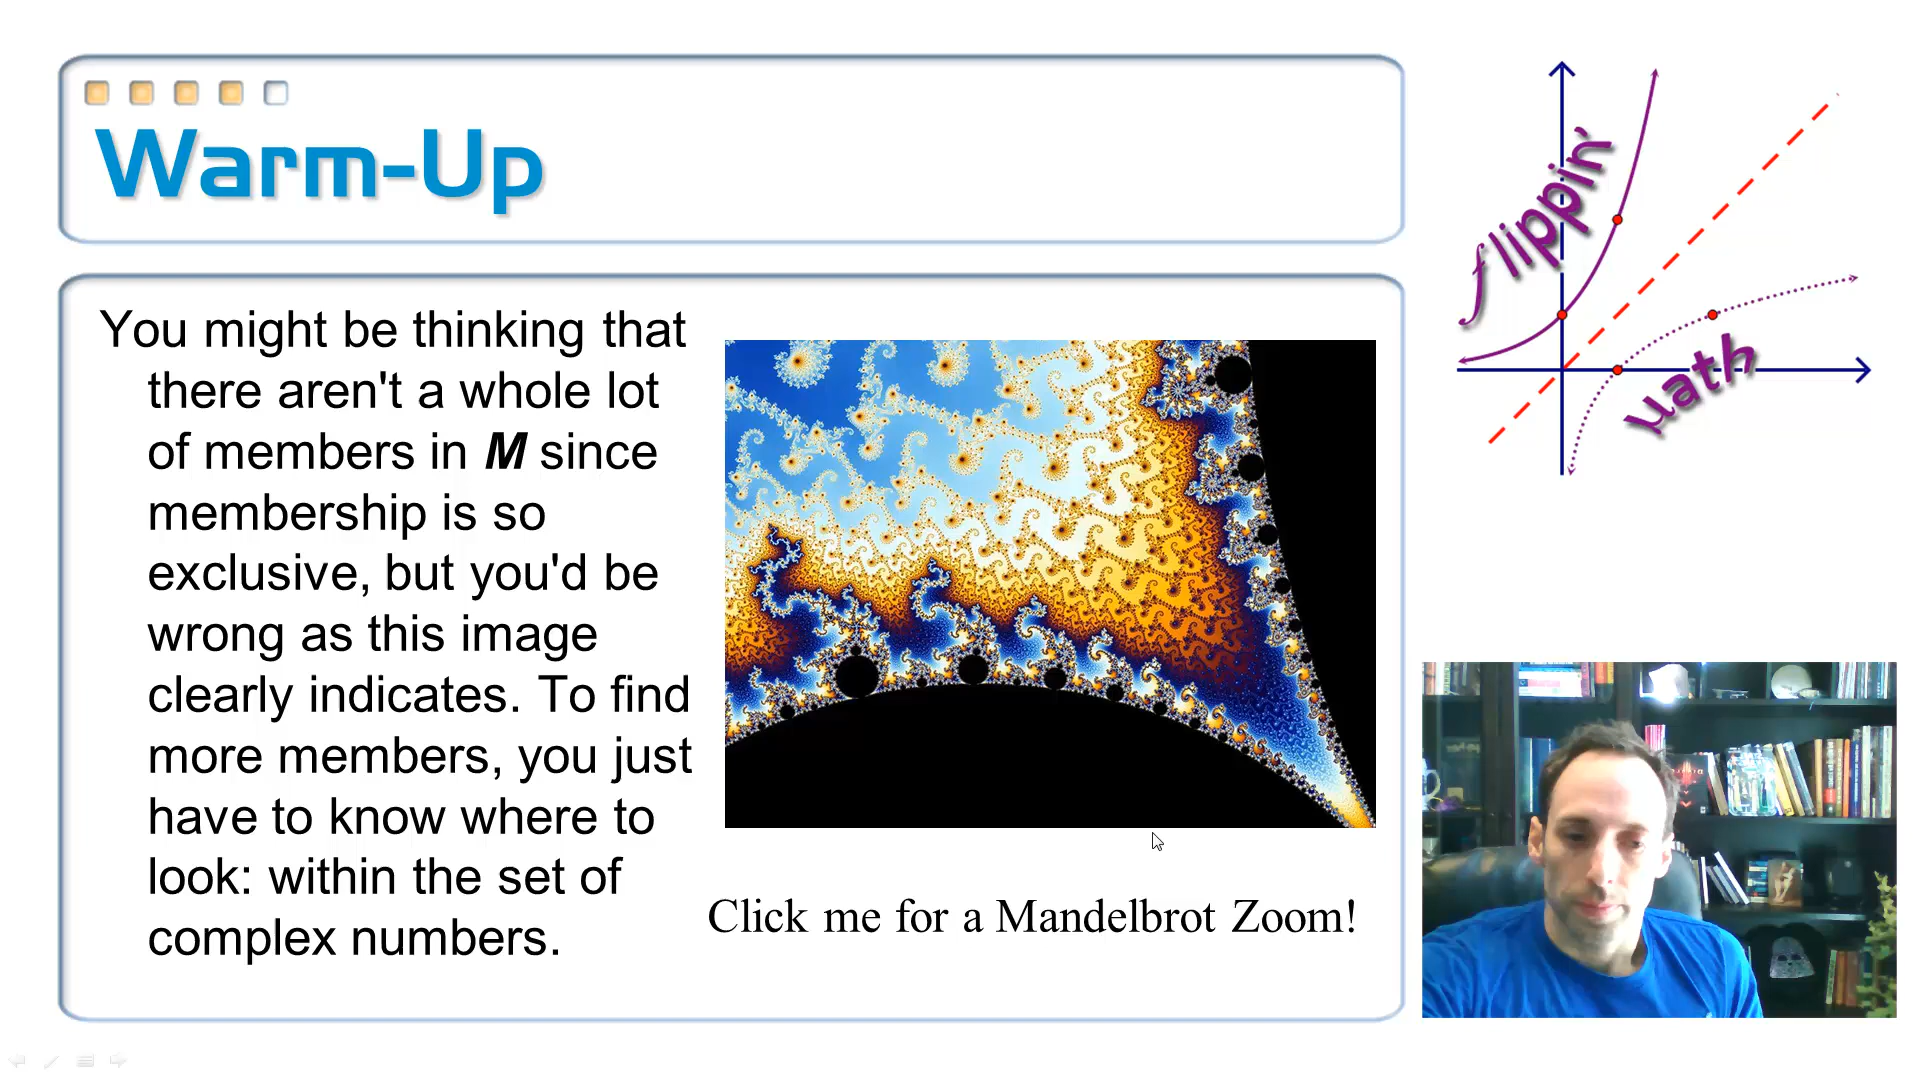 Warm-Up
You might be thinking that
there aren't a whole lot
of members in M since
membership is so
exclusive, but you'd be
wrong as this image
clearly indicates. To find
more members, you just
have to know where to
look: within the set of
complex numbers.
Click me for a Mandelbrot Zoom!
flippin'
μath